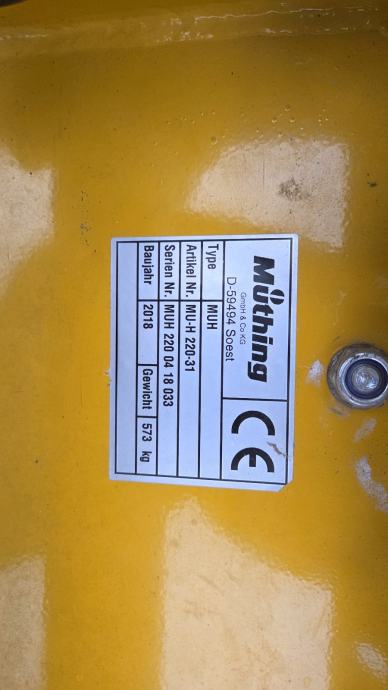 Müthing
GmbH & Co KG
D-59494 Soest
CE
Type MUH
Artikel Nr. MU-H 220-31
Serien Nr. MUH 220 04 18 033
Baujahr 2018 Gewicht 573 kg